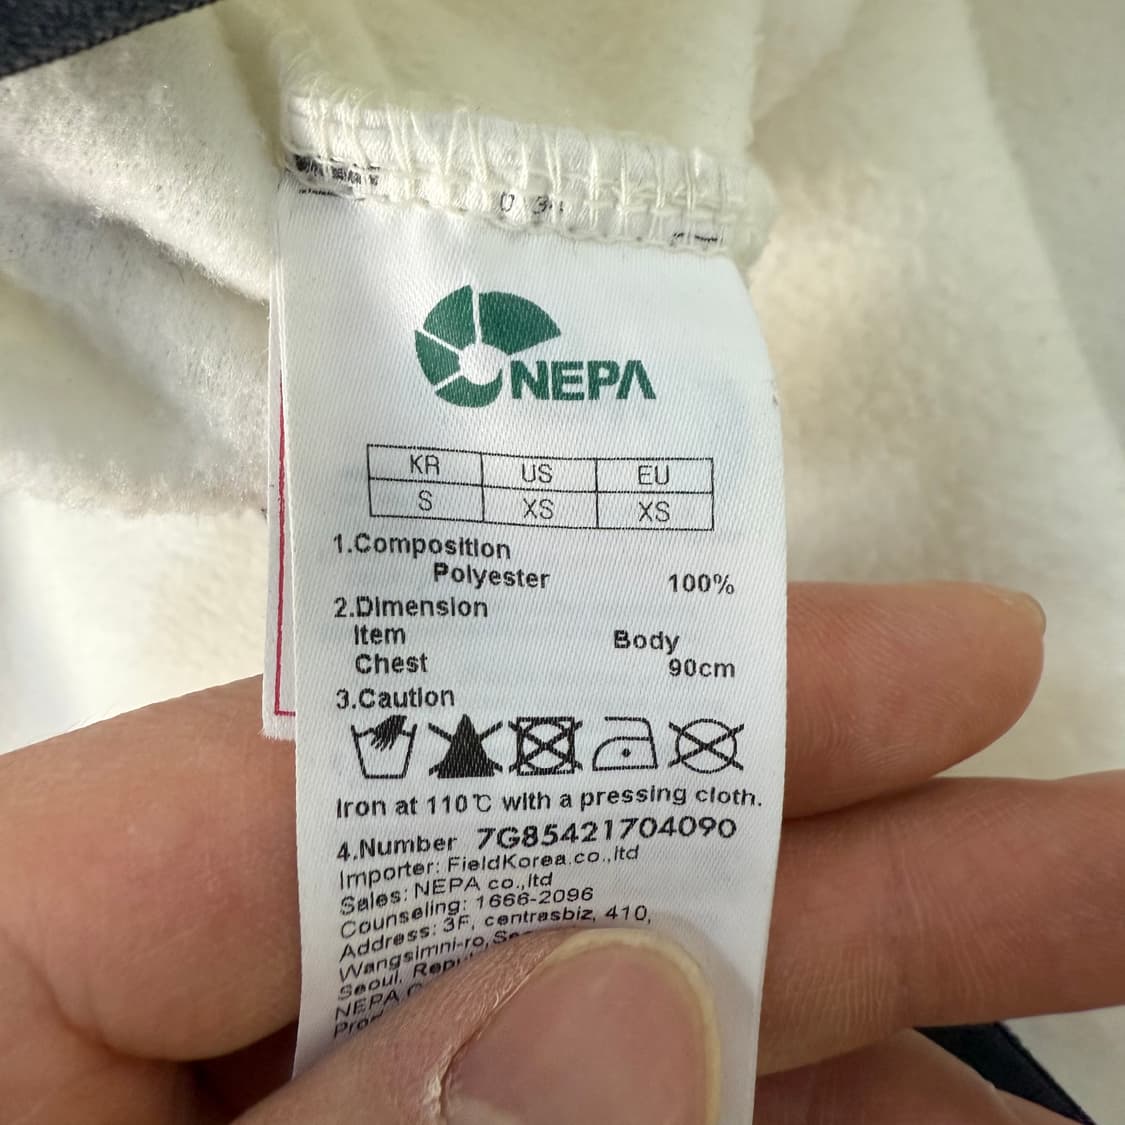 NEPA
KR US EU
S XS XS
1.Composition
Polyester 100%
2.Dimension
Item Body
Chest 90cm
3.Caution
Iron at 110℃ with a pressing cloth.
4.Number 7G85421704090
Importer: FieldKorea.co.,ltd
Sales: NEPA co.,ltd
Counseling: 1666-2096
Address: 3F, centrasbiz, 410,
Wangsimni-ro,
Seoul,
NEPA